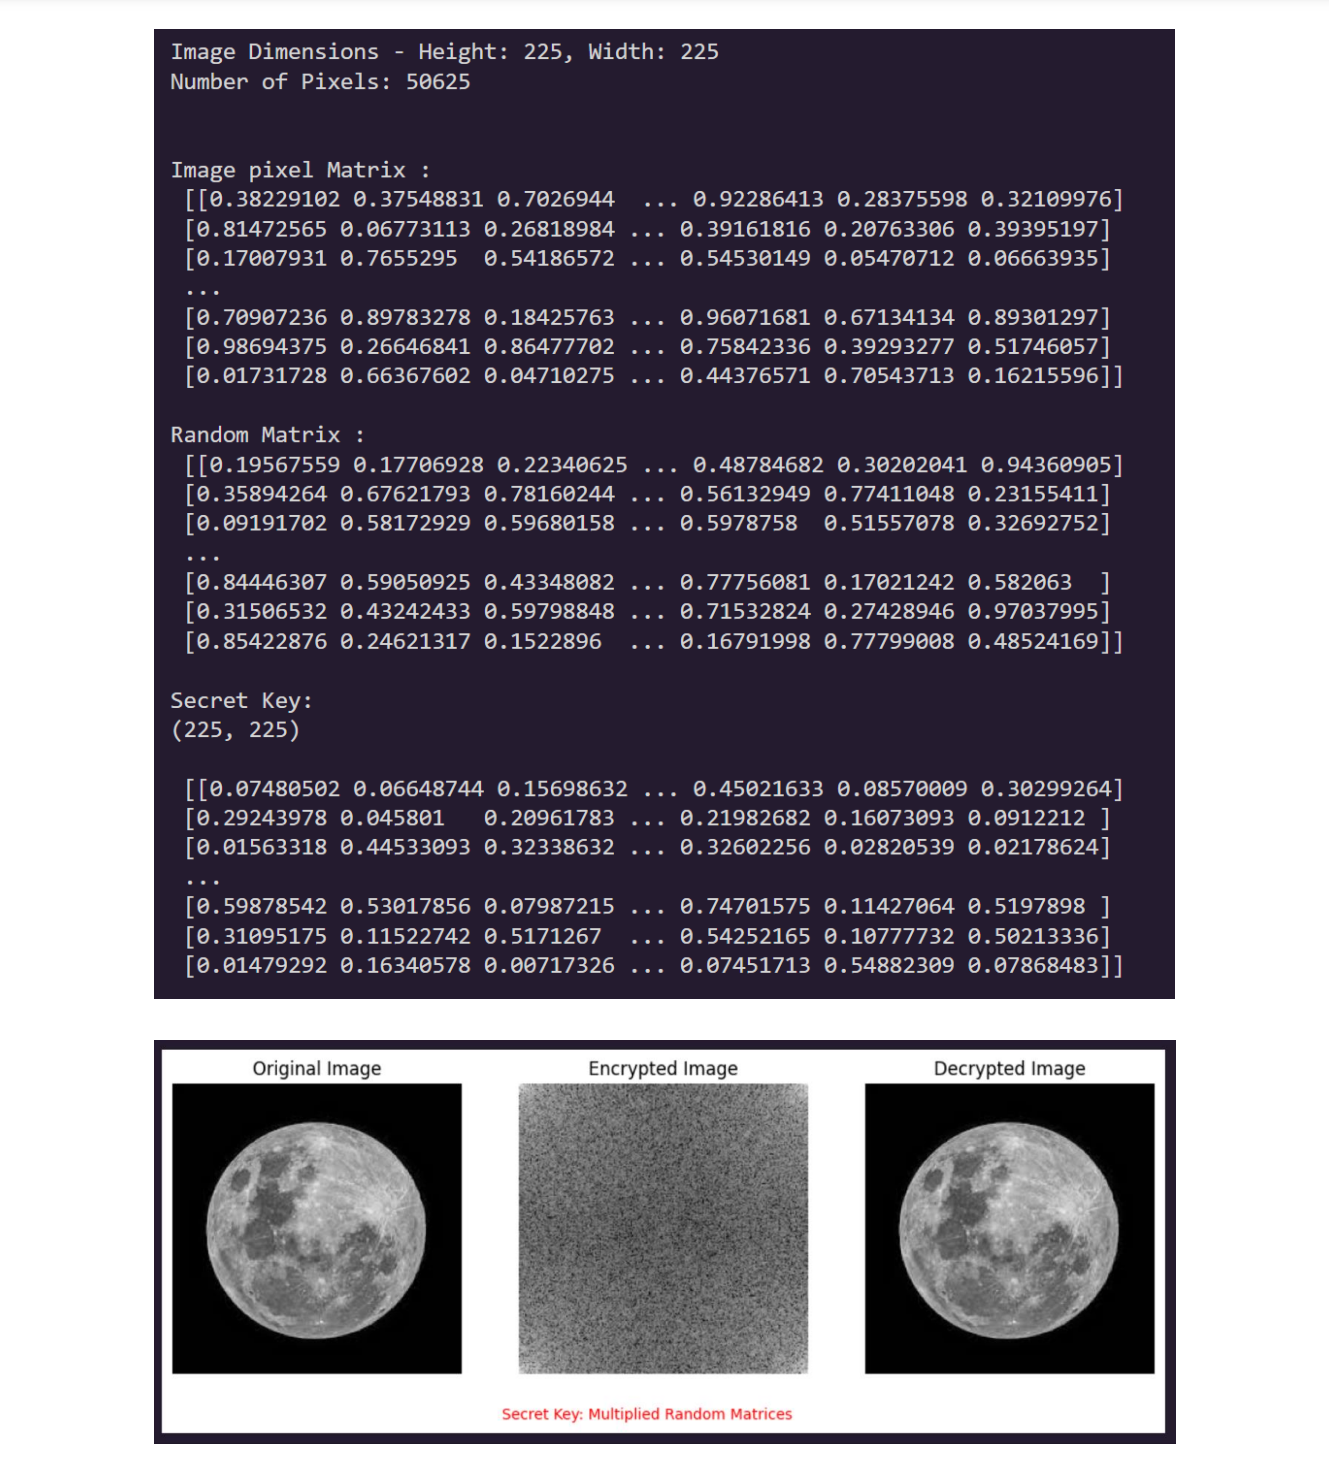 Image Dimensions - Height: 225, Width: 225
Number of Pixels: 50625
Image pixel Matrix :
[[0.38229102 0.37548831 0.7026944  ... 0.92286413 0.28375598 0.32109976]
[0.81472565 0.06773113 0.26818984 ... 0.39161816 0.20763306 0.39395197]
[0.17007931 0.7655295  0.54186572 ... 0.54530149 0.05470712 0.06663935]
...
[0.70907236 0.89783278 0.18425763 ... 0.96071681 0.67134134 0.89301297]
[0.98694375 0.26646841 0.86477702 ... 0.75842336 0.39293277 0.51746057]
[0.01731728 0.66367602 0.04710275 ... 0.44376571 0.70543713 0.16215596]]
Random Matrix :
[[0.19567559 0.17706928 0.22340625 ... 0.48784682 0.30202041 0.94360905]
[0.35894264 0.67621793 0.78160244 ... 0.56132949 0.77411048 0.23155411]
[0.09191702 0.58172929 0.59680158 ... 0.5978758  0.51557078 0.32692752]
...
[0.84446307 0.59050925 0.43348082 ... 0.77756081 0.17021242 0.582063  ]
[0.31506532 0.43242433 0.59798848 ... 0.71532824 0.27428946 0.97037995]
[0.85422876 0.24621317 0.1522896  ... 0.16791998 0.77799008 0.48524169]]
Secret Key:
(225, 225)
[[0.07480502 0.06648744 0.15698632 ... 0.45021633 0.08570009 0.30299264]
[0.29243978 0.045801   0.20961783 ... 0.21982682 0.16073093 0.0912212 ]
[0.01563318 0.44533093 0.32338632 ... 0.32602256 0.02820539 0.02178624]
...
[0.59878542 0.53017856 0.07987215 ... 0.74701575 0.11427064 0.5197898 ]
[0.31095175 0.11522742 0.5171267  ... 0.54252165 0.10777732 0.50213336]
[0.01479292 0.16340578 0.00717326 ... 0.07451713 0.54882309 0.07868483]]
Original Image
Encrypted Image
Decrypted Image
Secret Key: Multiplied Random Matrices